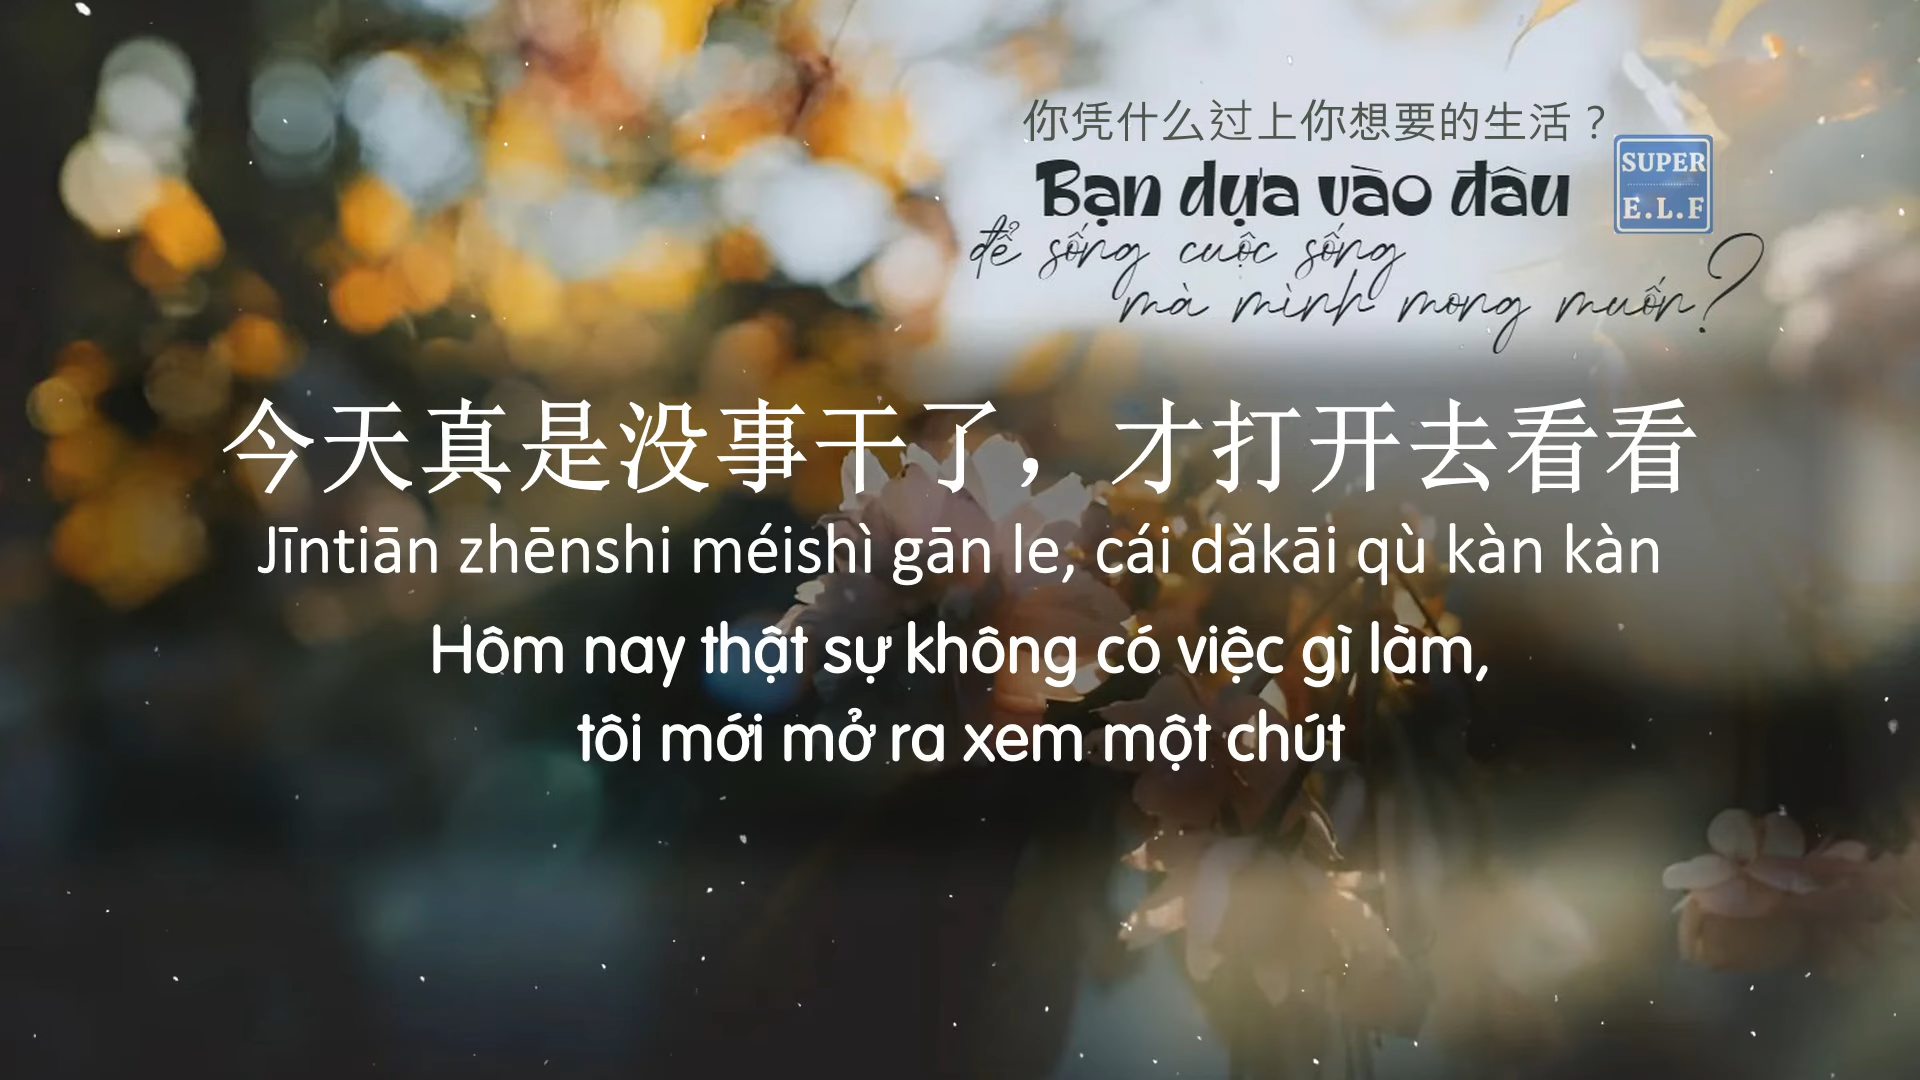 你凭什么过上你想要的生活？
Bạn dựa vào đâu
để sống cuộc sống
mà mình mong muốn?
SUPER
E.L.F
今天真是没事干了，才打开去看看
Jīntiān zhēnshi méishì gān le, cái dǎkāi qù kàn kàn
Hôm nay thật sự không có việc gì làm,
tôi mới mở ra xem một chút